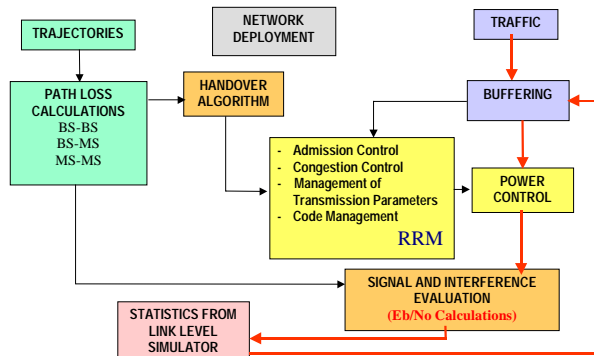 NETWORK
DEPLOYMENT
TRAJECTORIES
TRAFFIC
PATH LOSS
CALCULATIONS
BS-BS
BS-MS
MS-MS
HANDOVER
ALGORITHM
BUFFERING
- Admission Control
- Congestion Control
- Management of
Transmission Parameters
- Code Management
RRM
POWER
CONTROL
SIGNAL AND INTERFERENCE
EVALUATION
(Eb/No Calculations)
STATISTICS FROM
LINK LEVEL
SIMULATOR